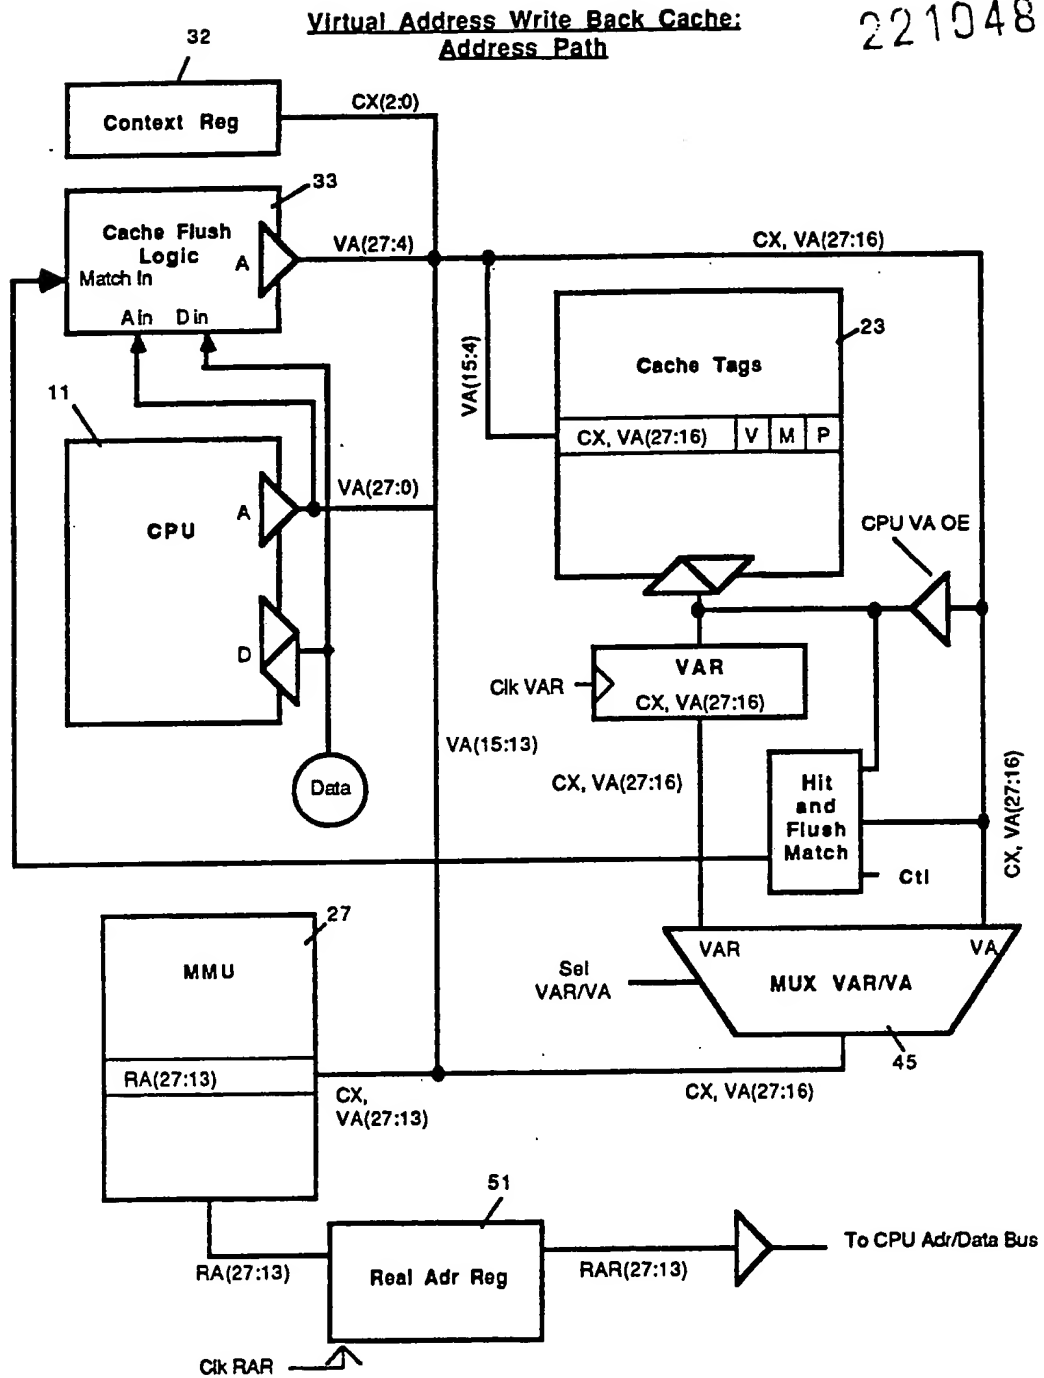 Virtual Address Write Back Cache:
Address Path
221048
32
Context Reg
CX(2:0)
33
Cache Flush
Logic
A
Match In
Ain Din
VA(27:4)
CX, VA(27:16)
23
Cache Tags
VA(15:4)
CX, VA(27:16) V M P
11
CPU
A
VA(27:0)
D
Data
CPU VA OE
VAR
Clk VAR
CX, VA(27:16)
VA(15:13)
CX, VA(27:16)
Hit
and
Flush
Match
Ctl
CX, VA(27:16)
27
MMU
RA(27:13)
CX,
VA(27:13)
Sel
VAR/VA
VAR
VA
MUX VAR/VA
45
CX, VA(27:16)
51
RA(27:13)
Real Adr Reg
RAR(27:13)
To CPU Adr/Data Bus
Clk RAR